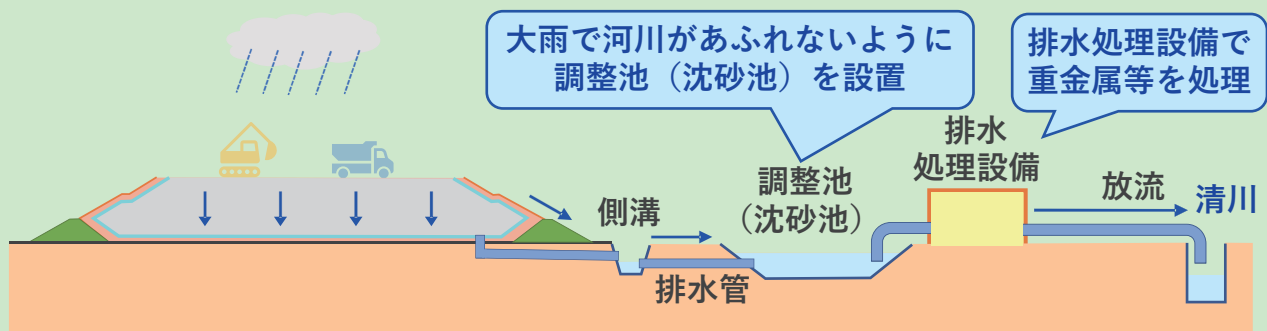 大雨で河川があふれないように
調整池（沈砂池）を設置
排水処理設備で
重金属等を処理
排水
処理設備
調整池
（沈砂池）
側溝
放流
清川
排水管